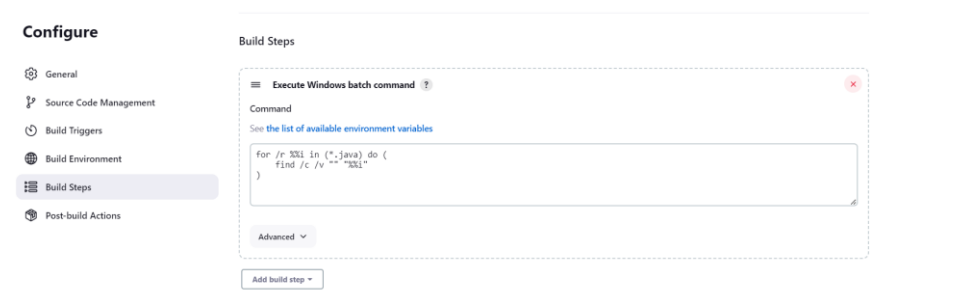 Configure
General
Source Code Management
Build Triggers
Build Environment
Build Steps
Post-build Actions
Build Steps
Execute Windows batch command ?
Command
See the list of available environment variables
for /r %%i in (*.java) do (
    find /c /v "" "%%i"
)
Advanced
Add build step